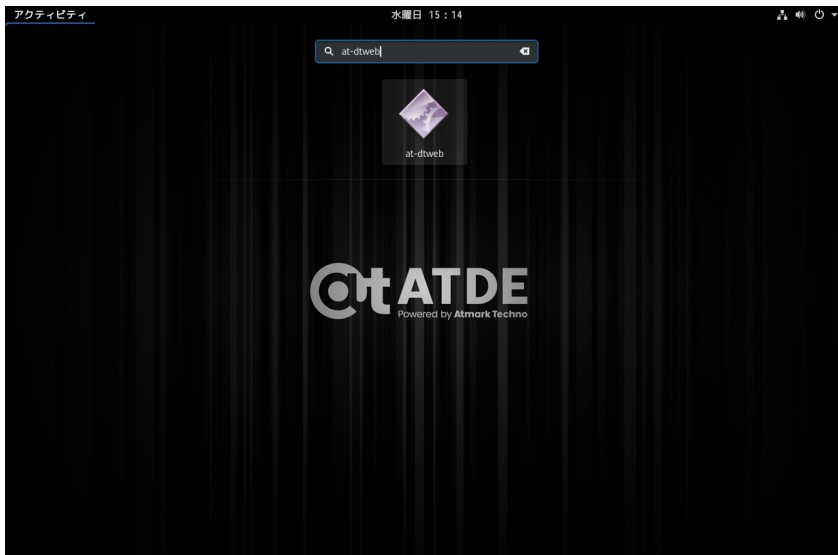 アクティビティ
水曜日 15：14
at-dtweb
at-dtweb
at ATDE
Powered by Atmark Techno